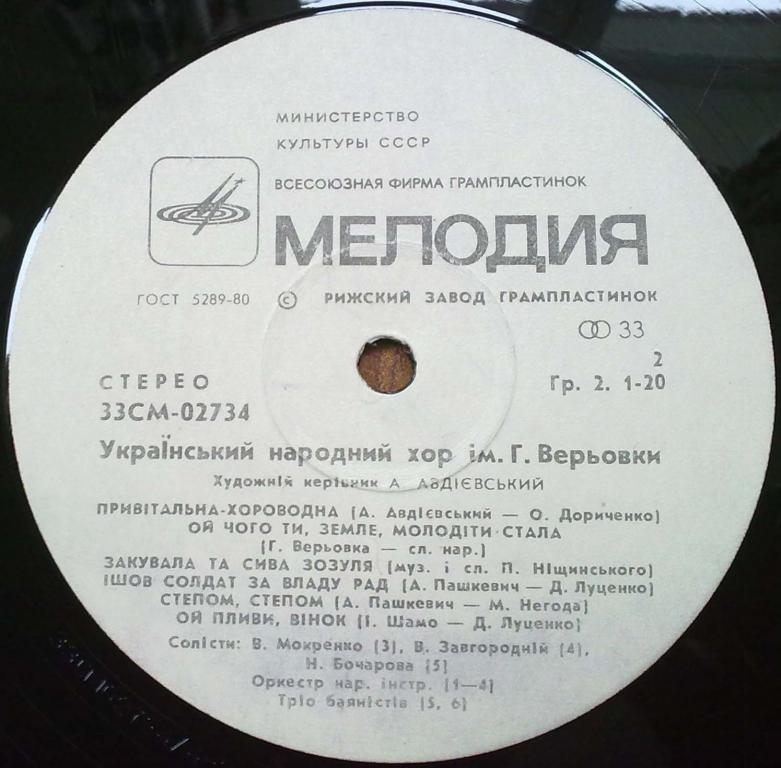 МИНИСТЕРСТВО
КУЛЬТУРЫ СССР
ВСЕСОЮЗНАЯ ФИРМА ГРАМПЛАСТИНОК
МЕЛОДИЯ
ГОСТ 5289-80 © РИЖСКИЙ ЗАВОД ГРАМПЛАСТИНОК
33
2
СТЕРЕО Гр. 2. 1-20
33СМ-02734
Український народний хор ім. Г. Верьовки
Художній керівник А. АВДІЄВСЬКИЙ
ПРИВІТАЛЬНА-ХОРОВОДНА (А. Авдієвський — О. Дориченко)
ОЙ ЧОГО ТИ, ЗЕМЛЕ, МОЛОДІТИ СТАЛА
(Г. Верьовка — сл. нар.)
ЗАКУВАЛА ТА СИВА ЗОЗУЛЯ (муз. і сл. П. Ніщинського)
ІШОВ СОЛДАТ ЗА ВЛАДУ РАД (А. Пашкевич — Д. Луценко)
СТЕПОМ, СТЕПОМ (А. Пашкевич — М. Негода)
ОЙ ПЛИВИ, ВІНОК (І. Шамо — Д. Луценко)
Солісти: В. Мокренко (3), В. Завгородній (4),
Н. Бочарова (5)
Оркестр нар. інстр. (1—4)
Тріо баяністів (5, 6)